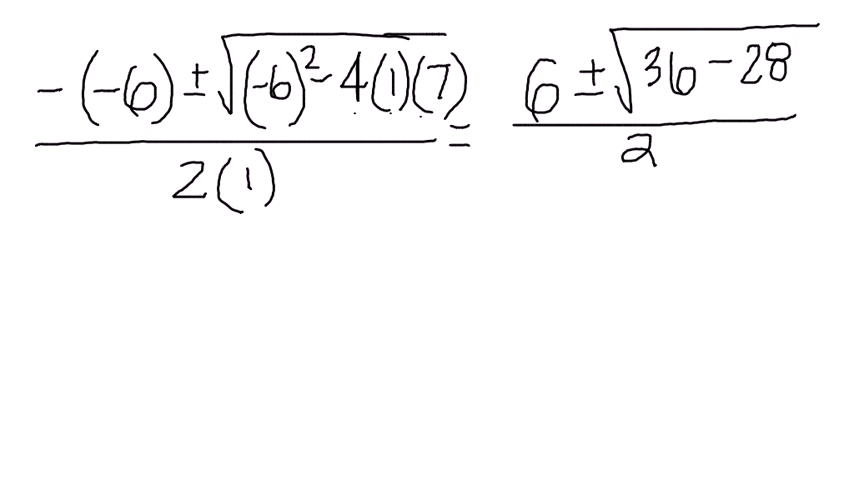 -(-6) ± √(-6)² - 4(1)(7) / 2(1) = 6 ± √36 - 28 / 2